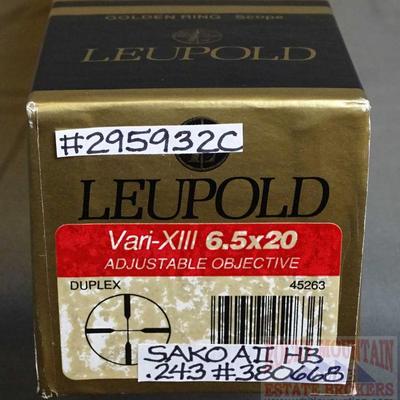 GOLDEN RING Scope
LEUPOLD
#295932C
LEUPOLD
Vari-XIII 6.5x20
ADJUSTABLE OBJECTIVE
DUPLEX 45263
SAKO AII HB
.243 #380668
MOUNTAIN
ESTATE BROKERS